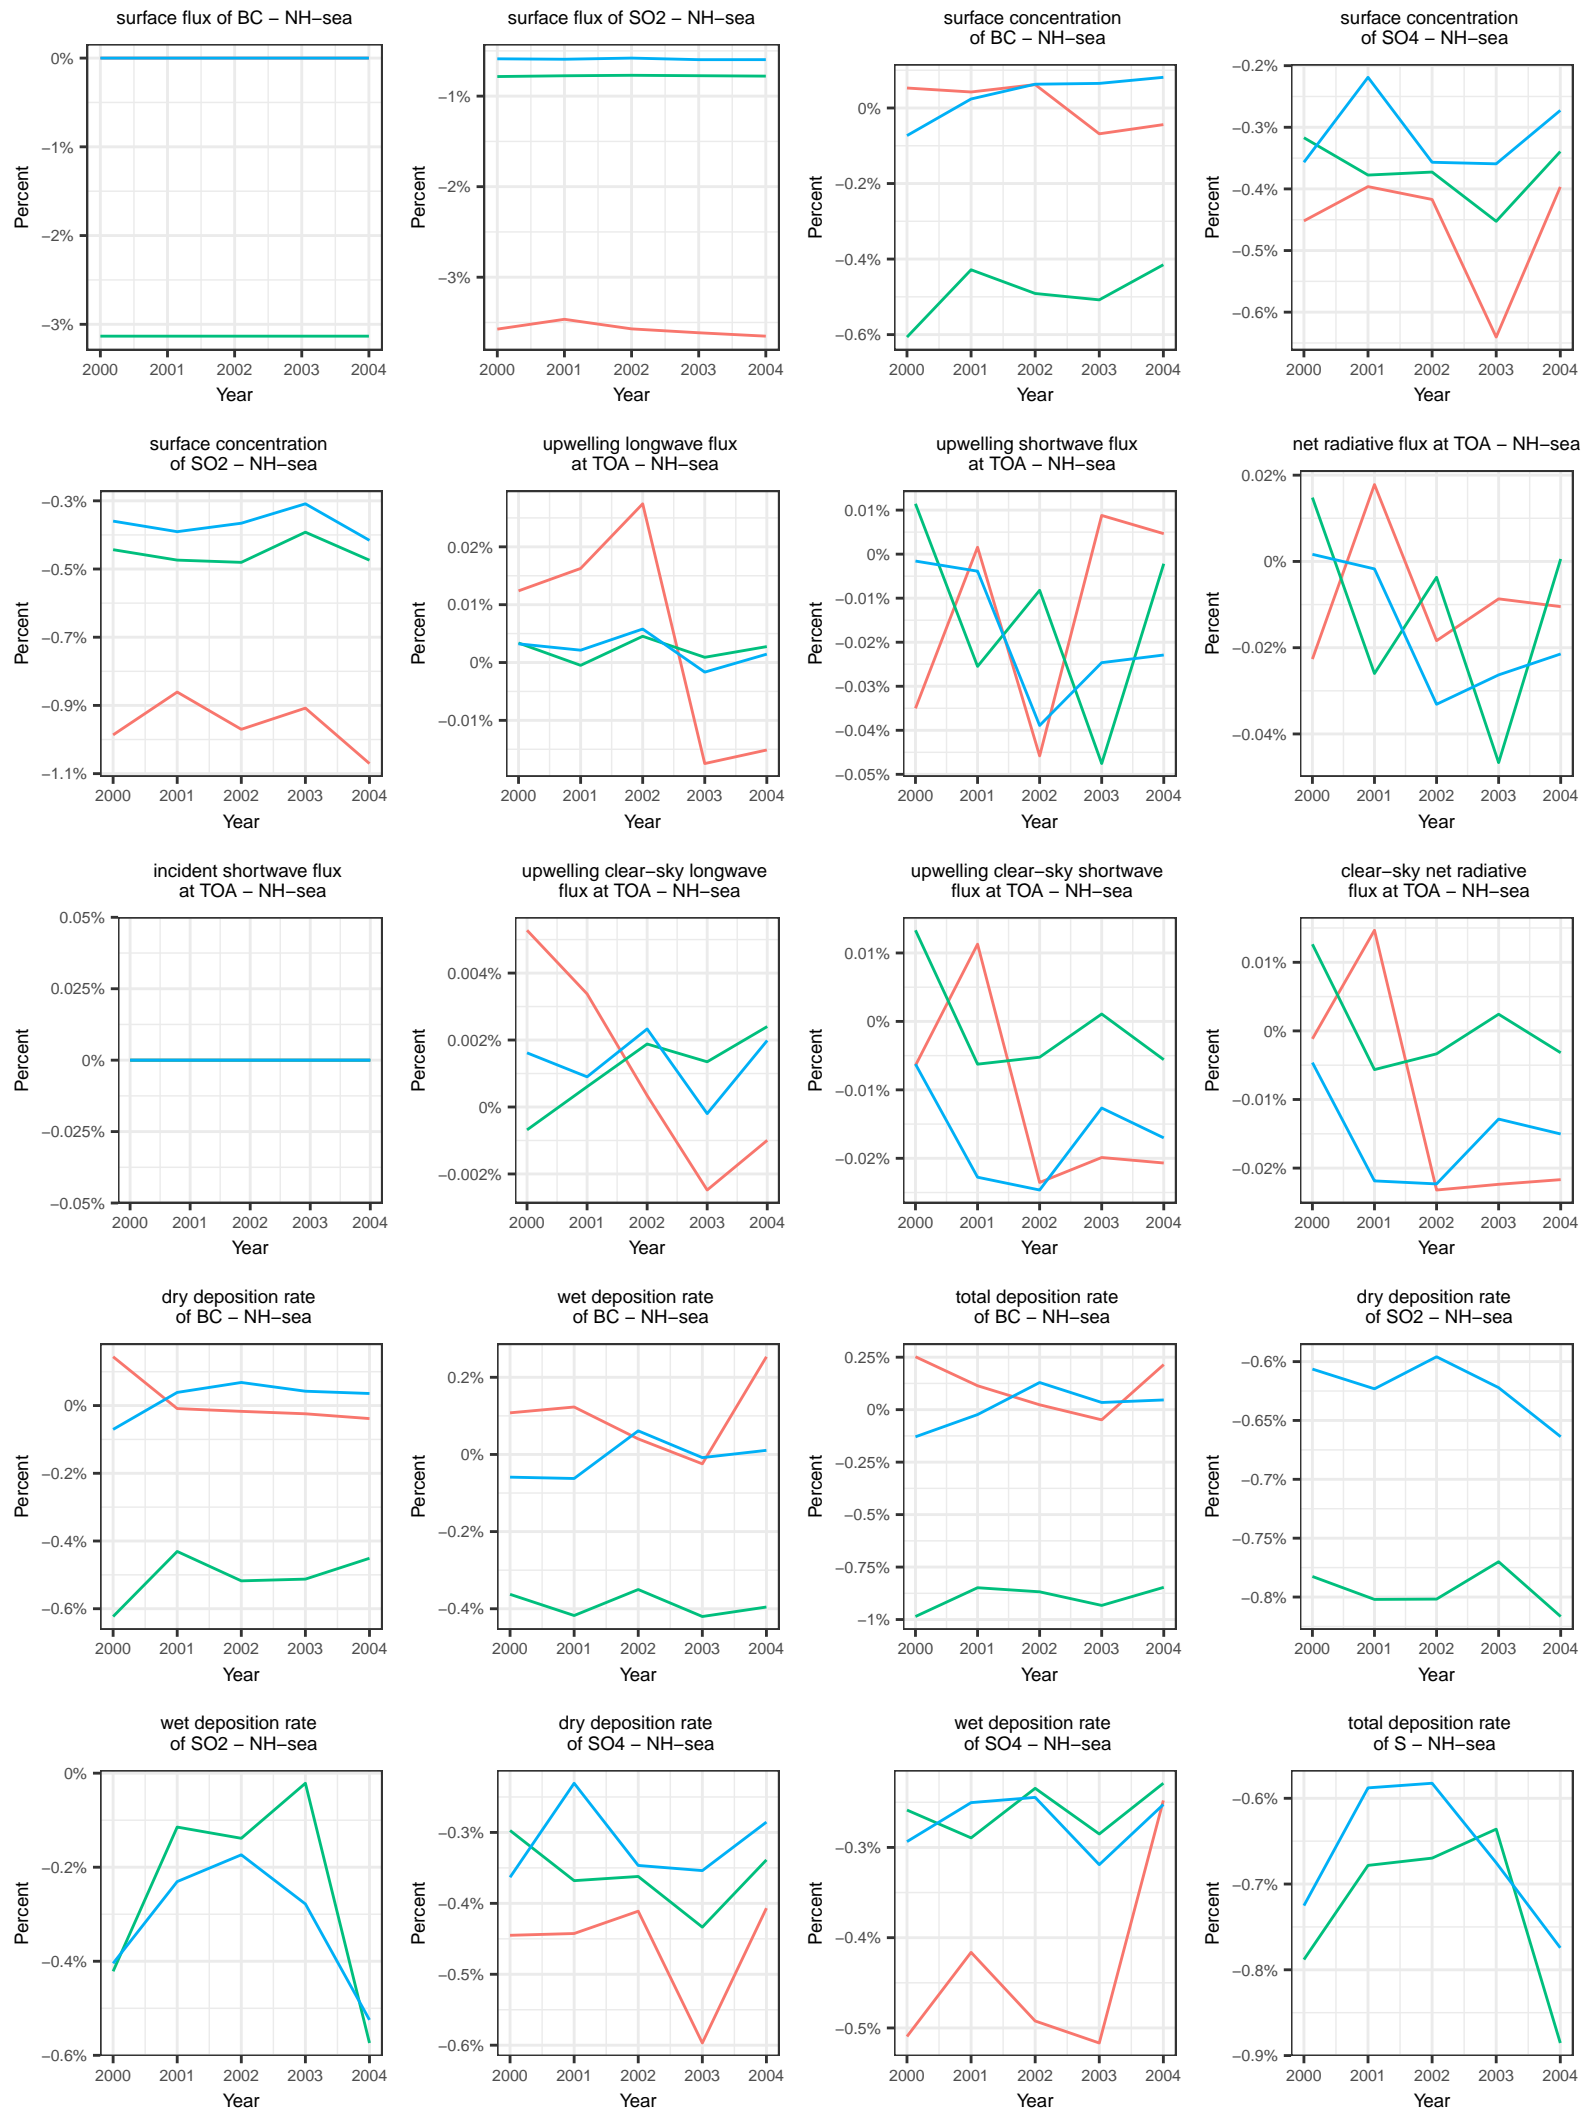 surface flux of BC − NH−sea
0%
−1%
−2%
−3%
Percent
2000 2001 2002 2003 2004
Year
surface flux of SO2 − NH−sea
−1%
−2%
−3%
Percent
2000 2001 2002 2003 2004
Year
surface concentration
of BC − NH−sea
0%
−0.2%
−0.4%
−0.6%
Percent
2000 2001 2002 2003 2004
Year
surface concentration
of SO4 − NH−sea
−0.2%
−0.3%
−0.4%
−0.5%
−0.6%
Percent
2000 2001 2002 2003 2004
Year
surface concentration
of SO2 − NH−sea
−0.3%
−0.5%
−0.7%
−0.9%
−1.1%
Percent
2000 2001 2002 2003 2004
Year
upwelling longwave flux
at TOA − NH−sea
0.02%
0.01%
0%
−0.01%
Percent
2000 2001 2002 2003 2004
Year
upwelling shortwave flux
at TOA − NH−sea
0.01%
0%
−0.01%
−0.02%
−0.03%
−0.04%
−0.05%
Percent
2000 2001 2002 2003 2004
Year
net radiative flux at TOA − NH−sea
0.02%
0%
−0.02%
−0.04%
Percent
2000 2001 2002 2003 2004
Year
incident shortwave flux
at TOA − NH−sea
0.05%
0.025%
0%
−0.025%
−0.05%
Percent
2000 2001 2002 2003 2004
Year
upwelling clear−sky longwave
flux at TOA − NH−sea
0.004%
0.002%
0%
−0.002%
Percent
2000 2001 2002 2003 2004
Year
upwelling clear−sky shortwave
flux at TOA − NH−sea
0.01%
0%
−0.01%
−0.02%
Percent
2000 2001 2002 2003 2004
Year
clear−sky net radiative
flux at TOA − NH−sea
0.01%
0%
−0.01%
−0.02%
Percent
2000 2001 2002 2003 2004
Year
dry deposition rate
of BC − NH−sea
0%
−0.2%
−0.4%
−0.6%
Percent
2000 2001 2002 2003 2004
Year
wet deposition rate
of BC − NH−sea
0.2%
0%
−0.2%
−0.4%
Percent
2000 2001 2002 2003 2004
Year
total deposition rate
of BC − NH−sea
0.25%
0%
−0.25%
−0.5%
−0.75%
−1%
Percent
2000 2001 2002 2003 2004
Year
dry deposition rate
of SO2 − NH−sea
−0.6%
−0.65%
−0.7%
−0.75%
−0.8%
Percent
2000 2001 2002 2003 2004
Year
wet deposition rate
of SO2 − NH−sea
0%
−0.2%
−0.4%
−0.6%
Percent
2000 2001 2002 2003 2004
Year
dry deposition rate
of SO4 − NH−sea
−0.3%
−0.4%
−0.5%
−0.6%
Percent
2000 2001 2002 2003 2004
Year
wet deposition rate
of SO4 − NH−sea
−0.3%
−0.4%
−0.5%
Percent
2000 2001 2002 2003 2004
Year
total deposition rate
of S − NH−sea
−0.6%
−0.7%
−0.8%
−0.9%
Percent
2000 2001 2002 2003 2004
Year